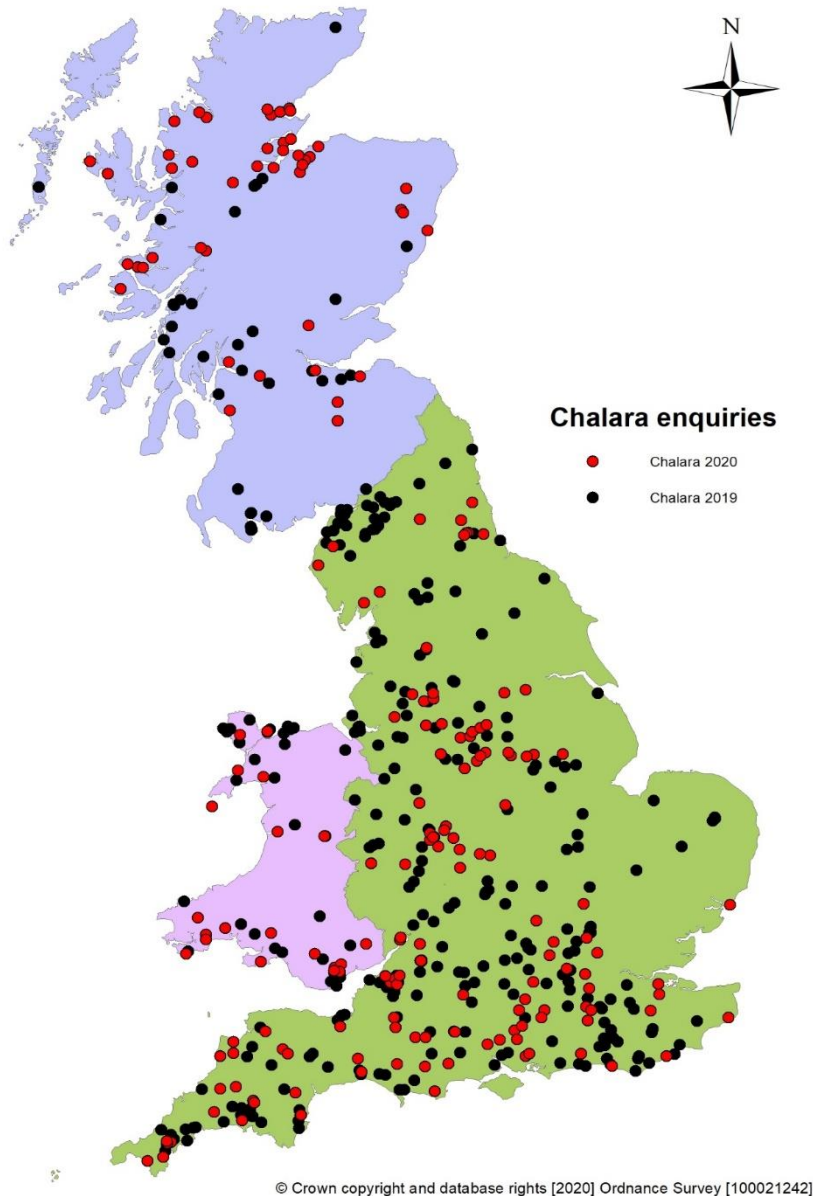 N
Chalara enquiries
Chalara 2020
Chalara 2019
© Crown copyright and database rights [2020] Ordnance Survey [100021242]